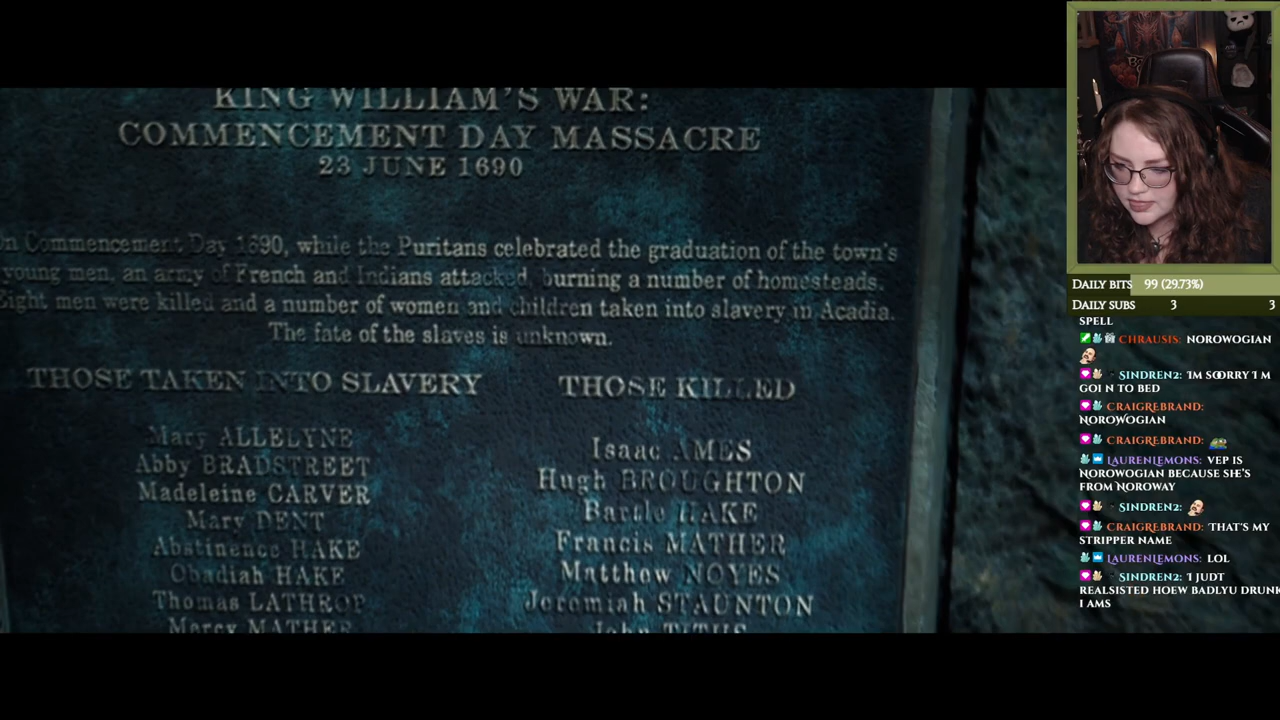 KING WILLIAM'S WAR:
COMMENCEMENT DAY MASSACRE
23 JUNE 1690
On Commencement Day 1690, while the Puritans celebrated the graduation of the town's
young men, an army of French and Indians attacked, burning a number of homesteads.
Eight men were killed and a number of women and children taken into slavery in Acadia.
The fate of the slaves is unknown.
THOSE TAKEN INTO SLAVERY
Mary ALLELYNE
Abby BRADSTREET
Madeleine CARVER
Mary DENT
Abstinence HAKE
Obadiah HAKE
Thomas LATHROP
Mercy MATHER
THOSE KILLED
Isaac AMES
Hugh BROUGHTON
Bartle HAKE
Francis MATHER
Matthew NOYES
Jeremiah STAUNTON
John TITUS
DAILY BITS 99 (29.73%)
DAILY SUBS 3 3
SPELL
CHRAUSIS: NOROWOGIAN
SINDREN2: IM SOORRY I M
GOI N TO BED
CRAIGREBRAND:
NOROWOGIAN
CRAIGREBRAND:
LAURENLEMONS: VEP IS
NOROWOGIAN BECAUSE SHE'S
FROM NOROWAY
SINDREN2:
CRAIGREBRAND: THAT'S MY
STRIPPER NAME
LAURENLEMONS: LOL
SINDREN2: I JUDT
REALSISTED HOEW BADLYU DRUNK
I AMS